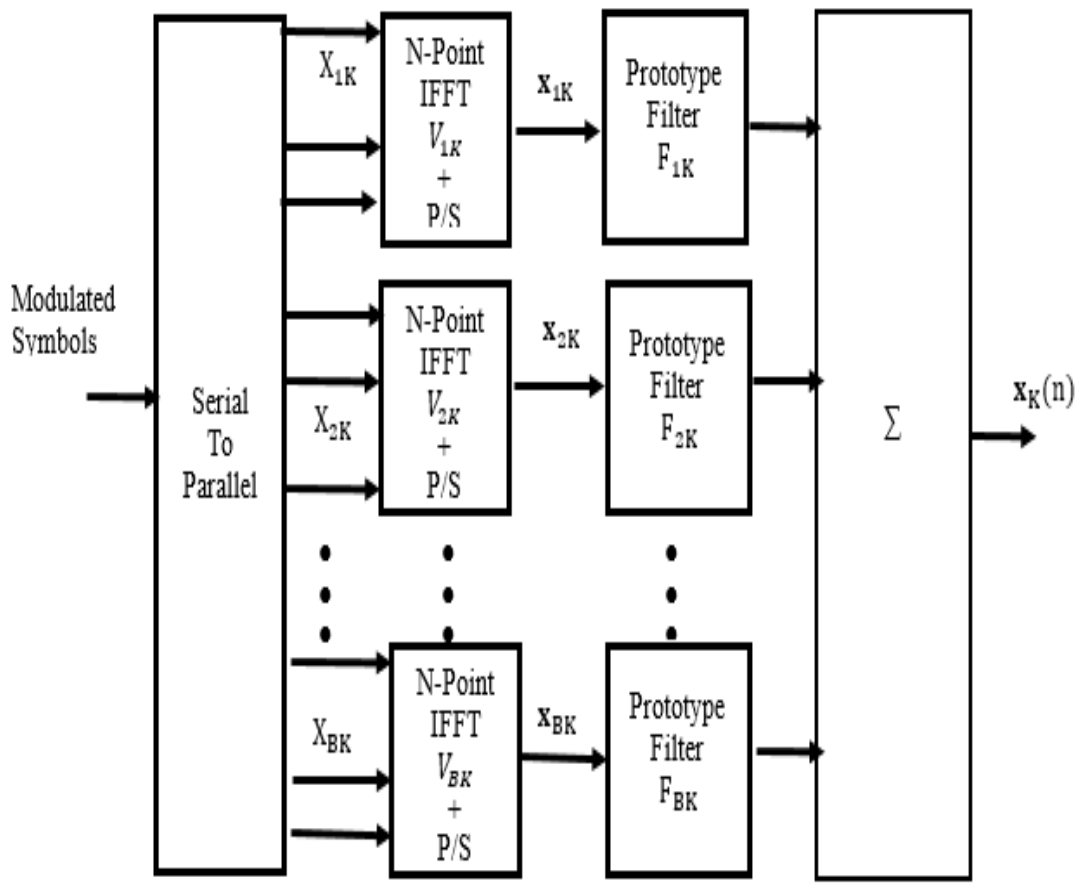 Modulated
Symbols
Serial
To
Parallel
X1K
N-Point
IFFT
V1K
+
P/S
x1K
Prototype
Filter
F1K
X2K
N-Point
IFFT
V2K
+
P/S
x2K
Prototype
Filter
F2K
XBK
N-Point
IFFT
VBK
+
P/S
xBK
Prototype
Filter
FBK
Σ
xK(n)